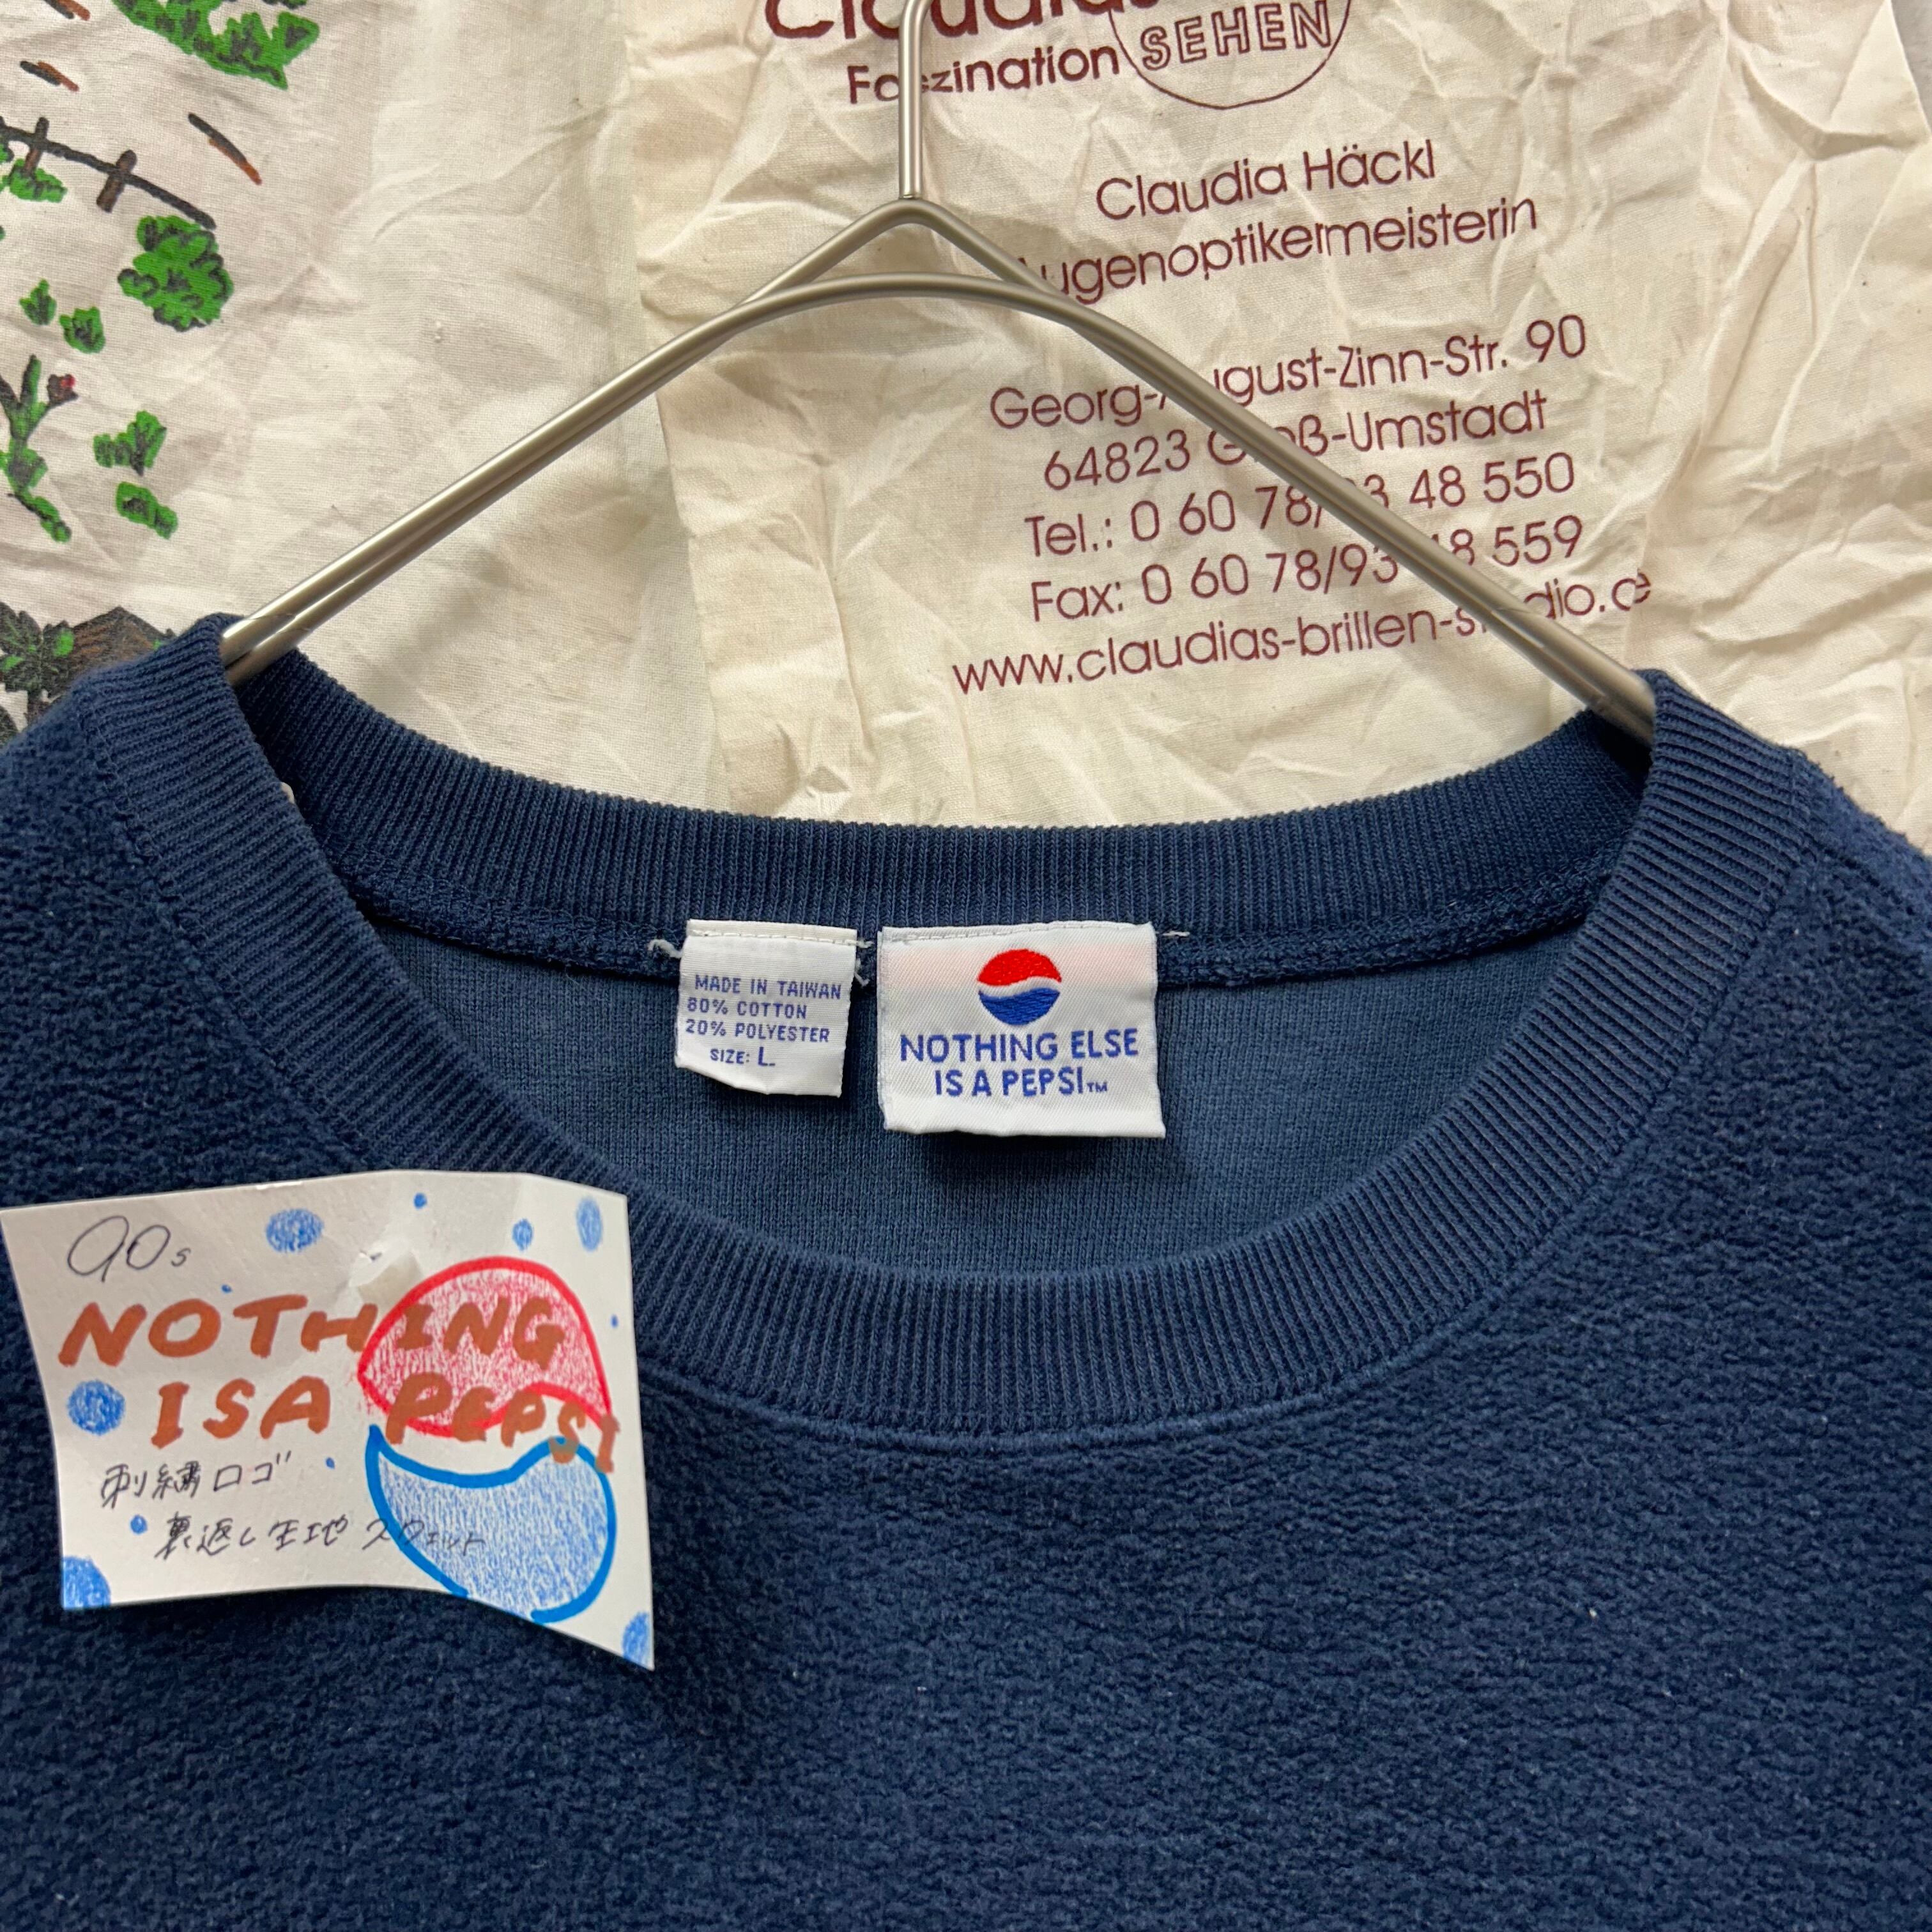 Claudias
Faszination SEHEN
Claudia Häckl
Augenoptikermeisterin
Georg-August-Zinn-Str. 90
64823 Groß-Umstadt
Tel.: 0 60 78/93 48 550
Fax: 0 60 78/93 48 559
www.claudias-brillen-studio.de
MADE IN TAIWAN
80% COTTON
20% POLYESTER
SIZE: L
NOTHING ELSE
IS A PEPSI™
90s
NOTHING
ISA PEPSI
刺繍ロゴ
裏返し生地 スウェット